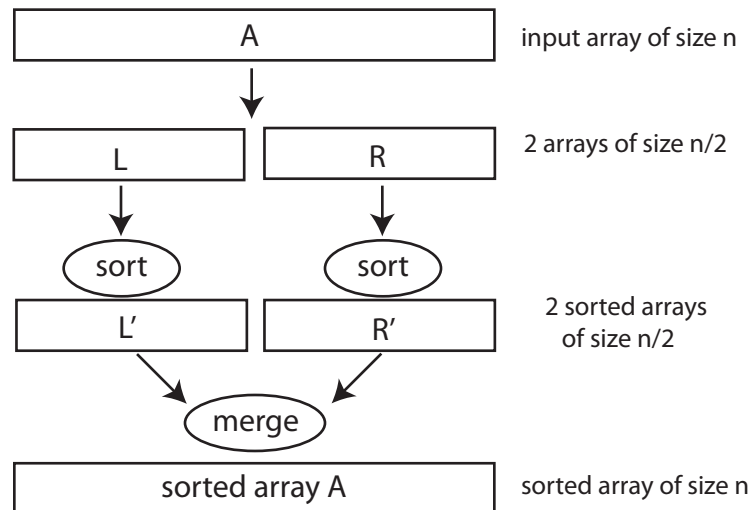 A
input array of size n
L
R
2 arrays of size n/2
sort
sort
L’
R’
2 sorted arrays
of size n/2
merge
sorted array A
sorted array of size n